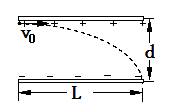 + + + + +
v₀
d
- - - - -
L